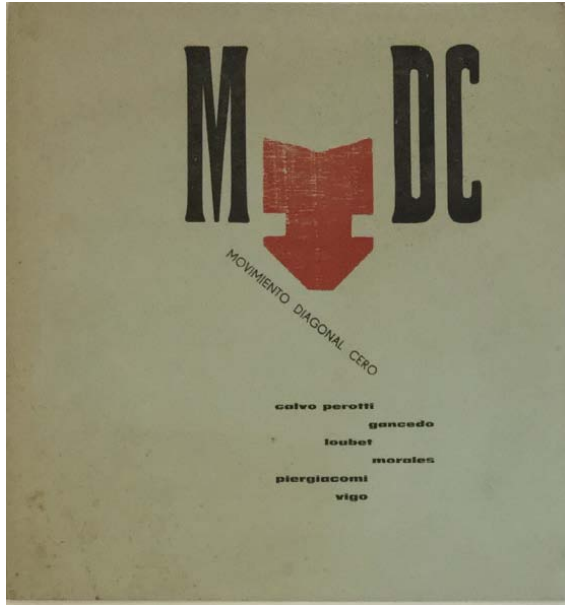 M DC
MOVIMIENTO DIAGONAL CERO
calvo perotti
gancedo
loubet
morales
piergiacomi
vigo